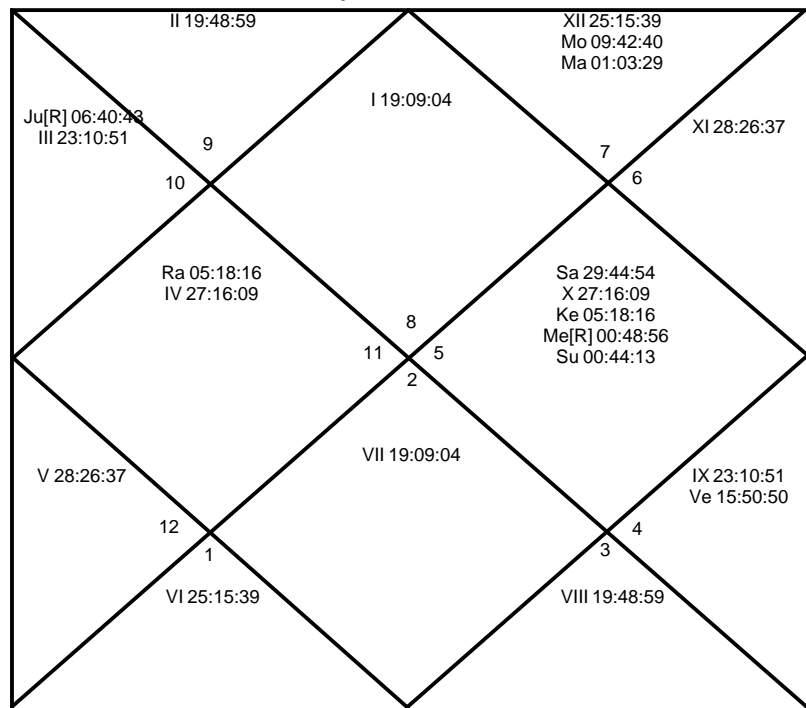 II 19:48:59
XII 25:15:39
Mo 09:42:40
Ma 01:03:29
I 19:09:04
Ju[R] 06:40:43
III 23:10:51
XI 28:26:37
9
7
10
6
Ra 05:18:16
IV 27:16:09
Sa 29:44:54
X 27:16:09
Ke 05:18:16
Me[R] 00:48:56
Su 00:44:13
8
11
5
2
VII 19:09:04
V 28:26:37
IX 23:10:51
Ve 15:50:50
12
4
1
3
VI 25:15:39
VIII 19:48:59